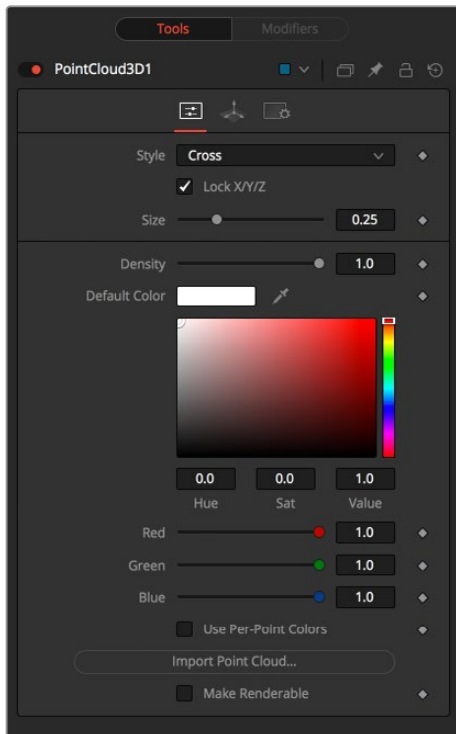 Tools Modifiers
PointCloud3D1
Style Cross
Lock X/Y/Z
Size 0.25
Density 1.0
Default Color
0.0 0.0 1.0
Hue Sat Value
Red 1.0
Green 1.0
Blue 1.0
Use Per-Point Colors
Import Point Cloud...
Make Renderable